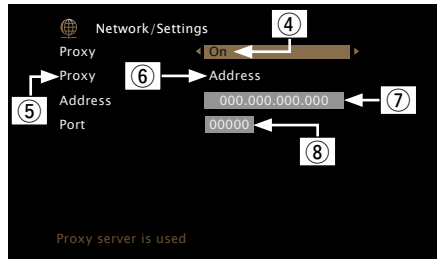 Network/Settings ④
Proxy On
⑤ Proxy ⑥ Address
Address 000.000.000.000 ⑦
Port 00000 ⑧
Proxy server is used